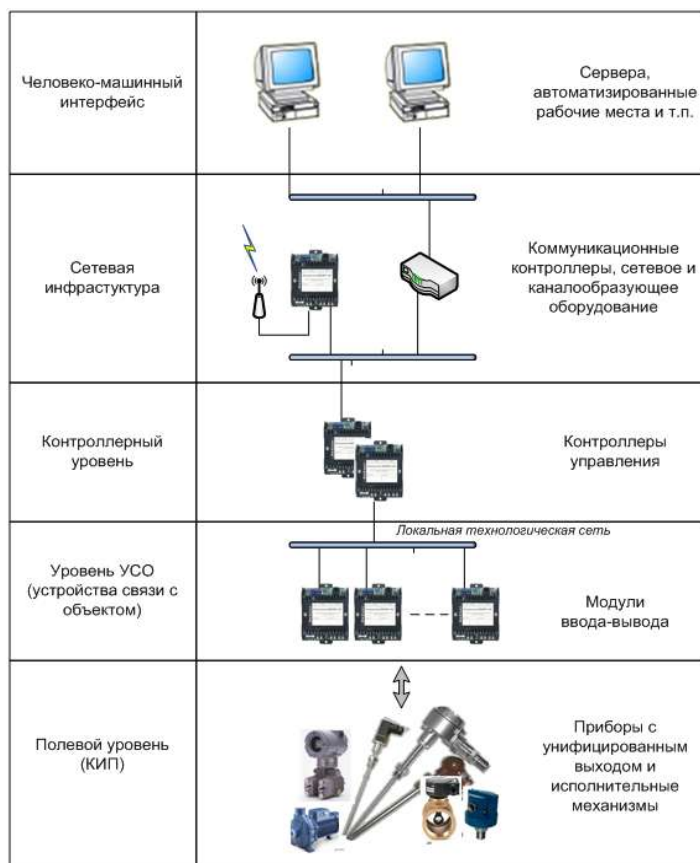 Человеко-машинный
интерфейс
Сервера,
автоматизированные
рабочие места и т.п.
Сетевая
инфрастуктура
Коммуникационные
контроллеры, сетевое и
каналообразующее
оборудование
Контроллерный
уровень
Контроллеры
управления
Локальная технологическая сеть
Уровень УСО
(устройства связи с
объектом)
Модули
ввода-вывода
Полевой уровень
(КИП)
Приборы с
унифицированным
выходом и
исполнительные
механизмы